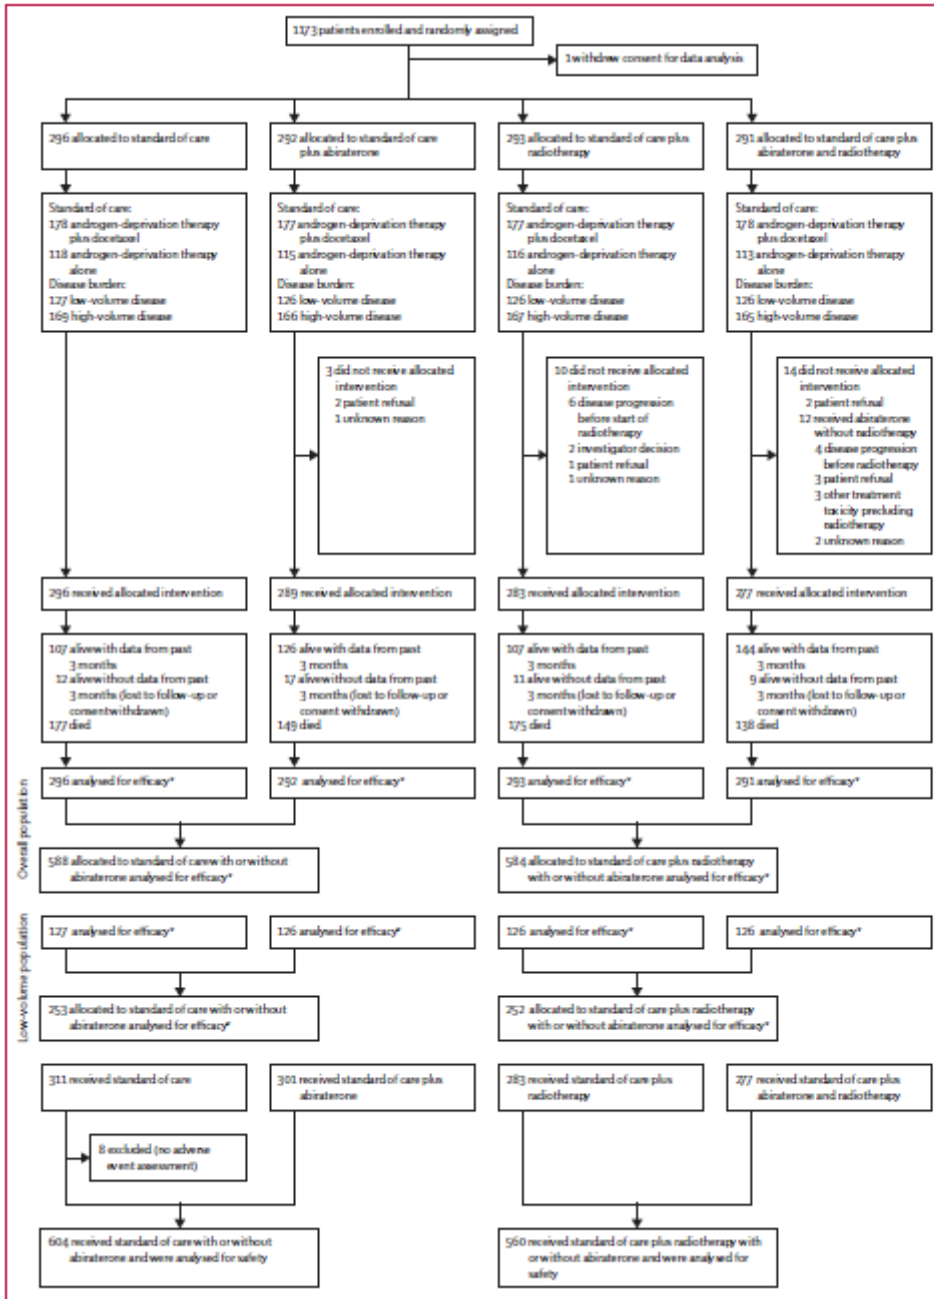 1173 patients enrolled and randomly assigned
1 withdrew consent for data analysis
296 allocated to standard of care
292 allocated to standard of care
plus abiraterone
293 allocated to standard of care plus
radiotherapy
291 allocated to standard of care plus
abiraterone and radiotherapy
Standard of care:
178 androgen-deprivation therapy
plus docetaxel
118 androgen-deprivation therapy
alone
Disease burden:
127 low-volume disease
169 high-volume disease
Standard of care:
177 androgen-deprivation therapy
plus docetaxel
115 androgen-deprivation therapy
alone
Disease burden:
126 low-volume disease
166 high-volume disease
Standard of care:
177 androgen-deprivation therapy
plus docetaxel
116 androgen-deprivation therapy
alone
Disease burden:
126 low-volume disease
167 high-volume disease
Standard of care:
178 androgen-deprivation therapy
plus docetaxel
113 androgen-deprivation therapy
alone
Disease burden:
126 low-volume disease
165 high-volume disease
3 did not receive allocated
intervention
2 patient refusal
1 unknown reason
10 did not receive allocated
intervention
6 disease progression
before start of
radiotherapy
2 investigator decision
1 patient refusal
1 unknown reason
14 did not receive allocated
intervention
2 patient refusal
12 received abiraterone
without radiotherapy
4 disease progression
before radiotherapy
3 patient refusal
3 other treatment
toxicity precluding
radiotherapy
2 unknown reason
296 received allocated intervention
289 received allocated intervention
283 received allocated intervention
277 received allocated intervention
107 alive with data from past
3 months
12 alive without data from past
3 months (lost to follow-up or
consent withdrawn)
177 died
126 alive with data from past
3 months
17 alive without data from past
3 months (lost to follow-up or
consent withdrawn)
149 died
107 alive with data from past
3 months
11 alive without data from past
3 months (lost to follow-up or
consent withdrawn)
175 died
144 alive with data from past
3 months
9 alive without data from past
3 months (lost to follow-up or
consent withdrawn)
138 died
Overall population
296 analysed for efficacy*
292 analysed for efficacy*
293 analysed for efficacy*
291 analysed for efficacy*
588 allocated to standard of care with or without
abiraterone analysed for efficacy*
584 allocated to standard of care plus radiotherapy
with or without abiraterone analysed for efficacy*
Low-volume population
127 analysed for efficacy*
126 analysed for efficacy*
126 analysed for efficacy*
126 analysed for efficacy*
253 allocated to standard of care with or without
abiraterone analysed for efficacy*
252 allocated to standard of care plus radiotherapy
with or without abiraterone analysed for efficacy*
311 received standard of care
301 received standard of care plus
abiraterone
283 received standard of care plus
radiotherapy
277 received standard of care plus
abiraterone and radiotherapy
8 excluded (no adverse
event assessment)
604 received standard of care with or without
abiraterone and were analysed for safety
560 received standard of care plus radiotherapy with
or without abiraterone and were analysed for
safety